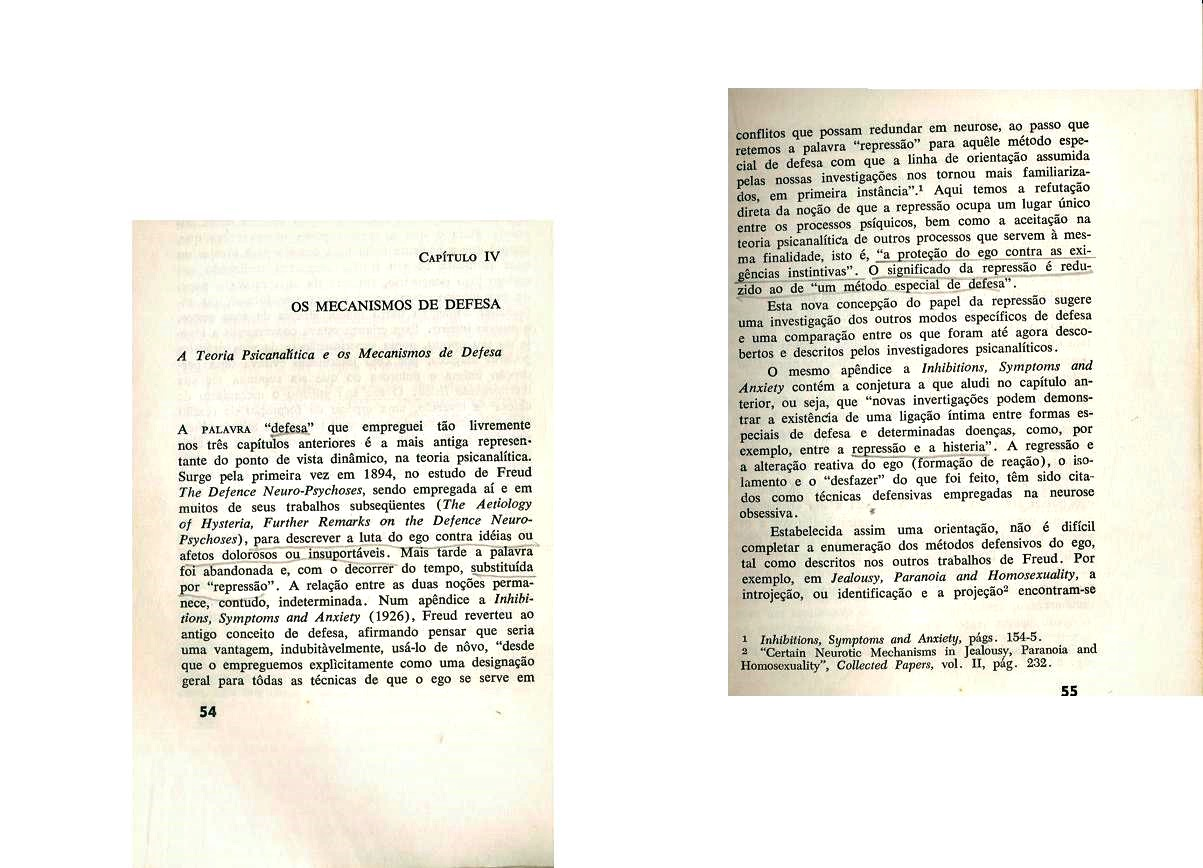 CAPÍTULO IV
OS MECANISMOS DE DEFESA
A Teoria Psicanalítica e os Mecanismos de Defesa
A PALAVRA “defesa” que empreguei tão livremente
nos três capítulos anteriores é a mais antiga represen-
tante do ponto de vista dinâmico, na teoria psicanalítica.
Surge pela primeira vez em 1894, no estudo de Freud
The Defence Neuro-Psychoses, sendo empregada aí e em
muitos de seus trabalhos subseqüentes (The Aetiology
of Hysteria, Further Remarks on the Defence Neuro-
Psychoses), para descrever a luta do ego contra idéias ou
afetos dolorosos ou insuportáveis. Mais tarde a palavra
foi abandonada e, com o decorrer do tempo, substituída
por “repressão”. A relação entre as duas noções perma-
nece, contudo, indeterminada. Num apêndice a Inhibi-
tions, Symptoms and Anxiety (1926), Freud reverteu ao
antigo conceito de defesa, afirmando pensar que seria
uma vantagem, indubitàvelmente, usá-lo de nôvo, “desde
que o empreguemos explìcitamente como uma designação
geral para tôdas as técnicas de que o ego se serve em
54
conflitos que possam redundar em neurose, ao passo que
retemos a palavra “repressão” para aquêle método espe-
cial de defesa com que a linha de orientação assumida
pelas nossas investigações nos tornou mais familiariza-
dos, em primeira instância”.¹ Aqui temos a refutação
direta da noção de que a repressão ocupa um lugar único
entre os processos psíquicos, bem como a aceitação na
teoria psicanalítica de outros processos que servem à mes-
ma finalidade, isto é, “a proteção do ego contra as exi-
gências instintivas”. O significado da repressão é redu-
zido ao de “um método especial de defesa”.
Esta nova concepção do papel da repressão sugere
uma investigação dos outros modos específicos de defesa
e uma comparação entre os que foram até agora desco-
bertos e descritos pelos investigadores psicanalíticos.
O mesmo apêndice a Inhibitions, Symptoms and
Anxiety contém a conjetura a que aludi no capítulo an-
terior, ou seja, que “novas invertigações podem demons-
trar a existência de uma ligação íntima entre formas es-
peciais de defesa e determinadas doenças, como, por
exemplo, entre a repressão e a histeria”. A regressão e
a alteração reativa do ego (formação de reação), o iso-
lamento e o “desfazer” do que foi feito, têm sido cita-
dos como técnicas defensivas empregadas na neurose
obsessiva.
Estabelecida assim uma orientação, não é difícil
completar a enumeração dos métodos defensivos do ego,
tal como descritos nos outros trabalhos de Freud. Por
exemplo, em Jealousy, Paranoia and Homosexuality, a
introjeção, ou identificação e a projeção² encontram-se
1 Inhibitions, Symptoms and Anxiety, págs. 154-5.
2 “Certain Neurotic Mechanisms in Jealousy, Paranoia and
Homosexuality”, Collected Papers, vol. II, pág. 232.
55